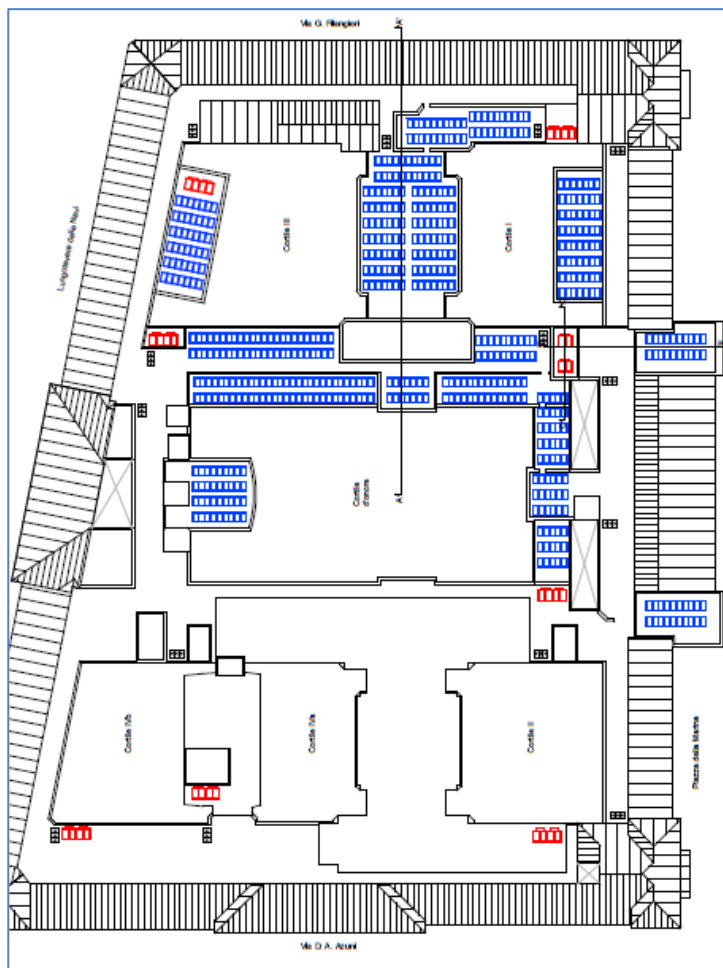 Via G. Filangieri
A'
Lungotevere delle Navi
Cortile III
Cortile I
Cortile
d'onore
A'
Cortile IVb
Cortile IVa
Cortile II
Piazza della Marina
Via D. A. Azuni